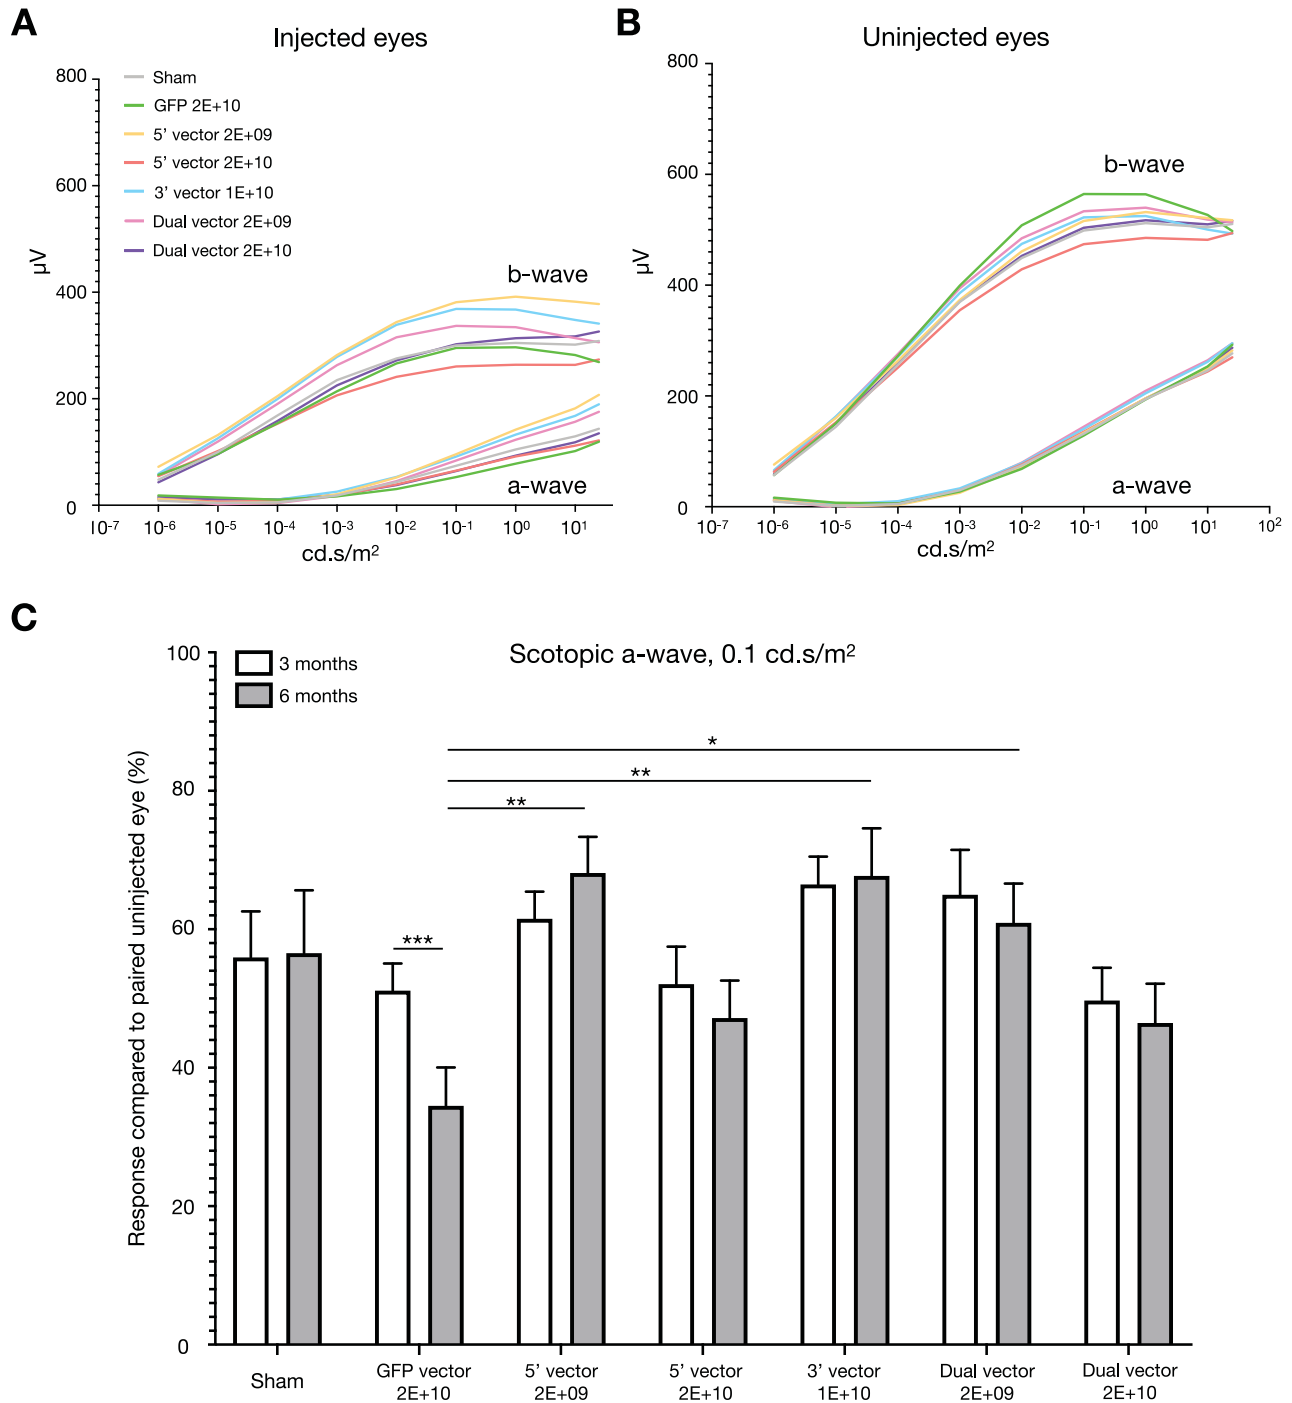 A
Injected eyes
800
600
400
200
0
µV
Sham
GFP 2E+10
5’ vector 2E+09
5’ vector 2E+10
3’ vector 1E+10
Dual vector 2E+09
Dual vector 2E+10
b-wave
a-wave
10-7 10-6 10-5 10-4 10-3 10-2 10-1 100 101
cd.s/m2
B
Uninjected eyes
800
600
400
200
0
µV
b-wave
a-wave
10-7 10-6 10-5 10-4 10-3 10-2 10-1 100 101 102
cd.s/m2
C
Scotopic a-wave, 0.1 cd.s/m2
3 months
6 months
100
80
60
40
20
0
Response compared to paired uninjected eye (%)
*
**
**
***
Sham
GFP vector
2E+10
5’ vector
2E+09
5’ vector
2E+10
3’ vector
1E+10
Dual vector
2E+09
Dual vector
2E+10